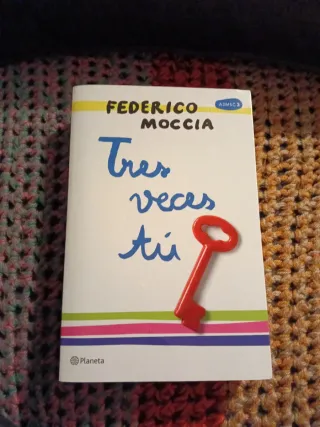 FEDERICO
MOCCIA
Tres
veces
tú
Planeta